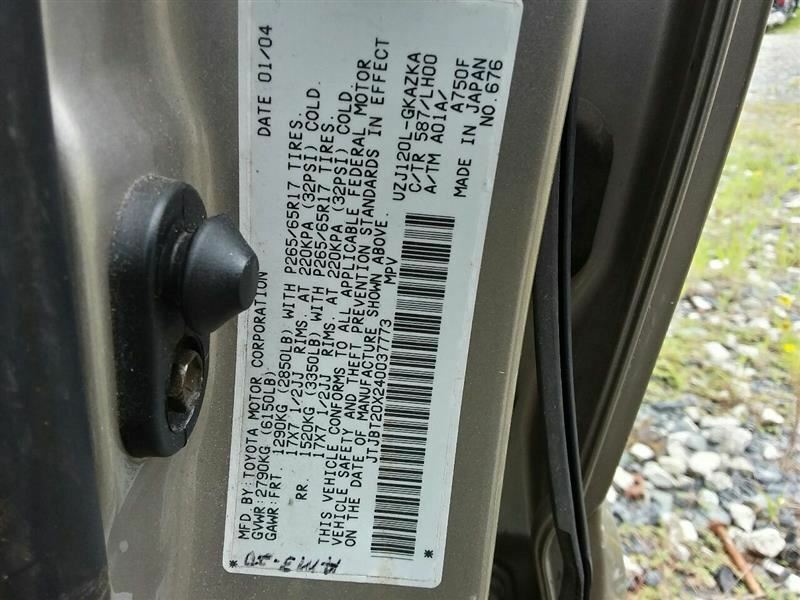 MFD. BY: TOYOTA MOTOR CORPORATION DATE 01/04
GVWR: 2790KG (6150LB)
GAWR: FRT. 1290KG (2850LB) WITH P265/65R17 TIRES.
17X7 1/2JJ RIMS. AT 220KPA (32PSI) COLD.
RR. 1520KG (3350LB) WITH P265/65R17 TIRES.
17X7 1/2JJ RIMS. AT 220KPA (32PSI) COLD.
THIS VEHICLE CONFORMS TO ALL APPLICABLE FEDERAL MOTOR
VEHICLE SAFETY AND THEFT PREVENTION STANDARDS IN EFFECT
ON THE DATE OF MANUFACTURE SHOWN ABOVE.
JTJBT20X240037773 MPV
* *
UZJ120L-GKAZKA
C/TR 587/LH00
A/TM A01A/ A750F
MADE IN JAPAN
NO.676